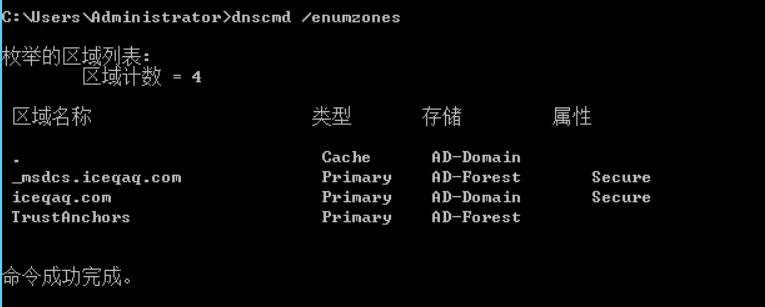 C:\Users\Administrator>dnscmd /enumzones
枚举的区域列表:
区域计数 = 4
区域名称 类型 存储 属性
. Cache AD-Domain
_msdcs.iceqaq.com Primary AD-Forest Secure
iceqaq.com Primary AD-Domain Secure
TrustAnchors Primary AD-Forest
命令成功完成。